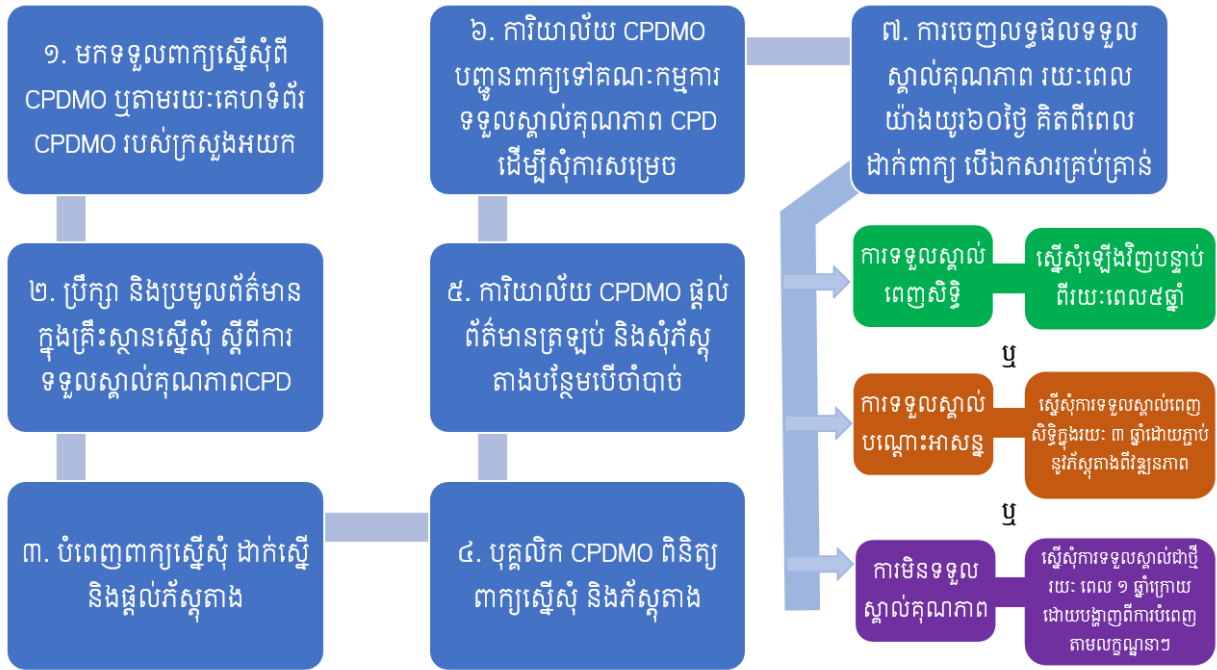 ១. មកទទួលពាក្យស្នើសុំពី
CPDMO ឬតាមរយៈគេហទំព័រ
CPDMO របស់ក្រសួងអយក
២. ប្រឹក្សា និងប្រមូលព័ត៌មាន
ក្នុងគ្រឹះស្ថានស្នើសុំ ស្តីពីការ
ទទួលស្គាល់គុណភាពCPD
៣. បំពេញពាក្យស្នើសុំ ដាក់ស្នើ
និងផ្តល់ភ័ស្តុតាង
៤. បុគ្គលិក CPDMO ពិនិត្យ
ពាក្យស្នើសុំ និងភ័ស្តុតាង
៥. ការិយាល័យ CPDMO ផ្តល់
ព័ត៌មានត្រឡប់ និងសុំភ័ស្តុ
តាងបន្ថែមបើចាំបាច់
៦. ការិយាល័យ CPDMO
បញ្ជូនពាក្យទៅគណៈកម្មការ
ទទួលស្គាល់គុណភាព CPD
ដើម្បីសុំការសម្រេច
៧. ការចេញលទ្ធផលទទួល
ស្គាល់គុណភាព រយៈពេល
យ៉ាងយូរ៦០ថ្ងៃ គិតពីពេល
ដាក់ពាក្យ បើឯកសារគ្រប់គ្រាន់
ការទទួលស្គាល់
ពេញសិទ្ធិ
ស្នើសុំឡើងវិញបន្ទាប់
ពីរយៈពេល៥ឆ្នាំ
ឬ
ការទទួលស្គាល់
បណ្តោះអាសន្ន
ស្នើសុំការទទួលស្គាល់ពេញ
សិទ្ធិក្នុងរយៈ ៣ ឆ្នាំដោយភ្ជាប់
នូវភ័ស្តុតាងពីវឌ្ឍនភាព
ឬ
ការមិនទទួល
ស្គាល់គុណភាព
ស្នើសុំការទទួលស្គាល់ជាថ្មី
រយៈ ពេល ១ ឆ្នាំក្រោយ
ដោយបង្ហាញពីការបំពេញ
តាមលក្ខណ្ឌនាៗ